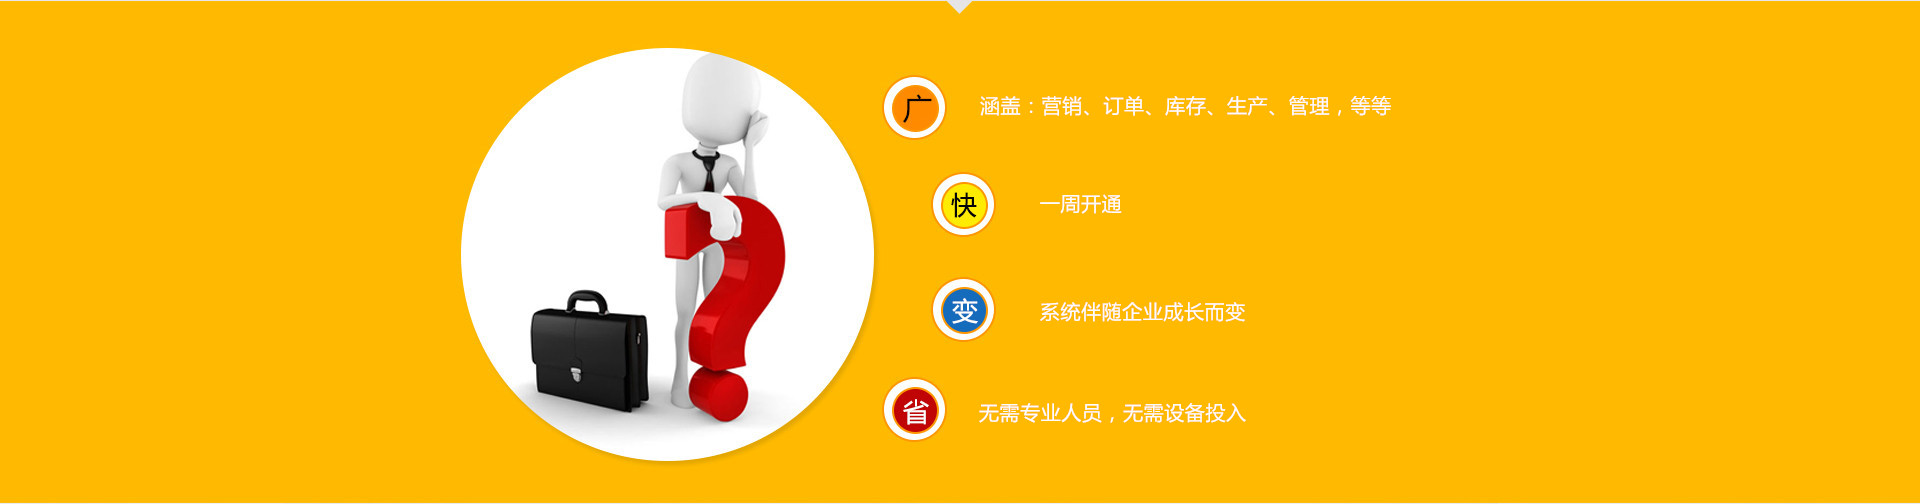 广 涵盖：营销、订单、库存、生产、管理，等等
快 一周开通
变 系统伴随企业成长而变
省 无需专业人员，无需设备投入